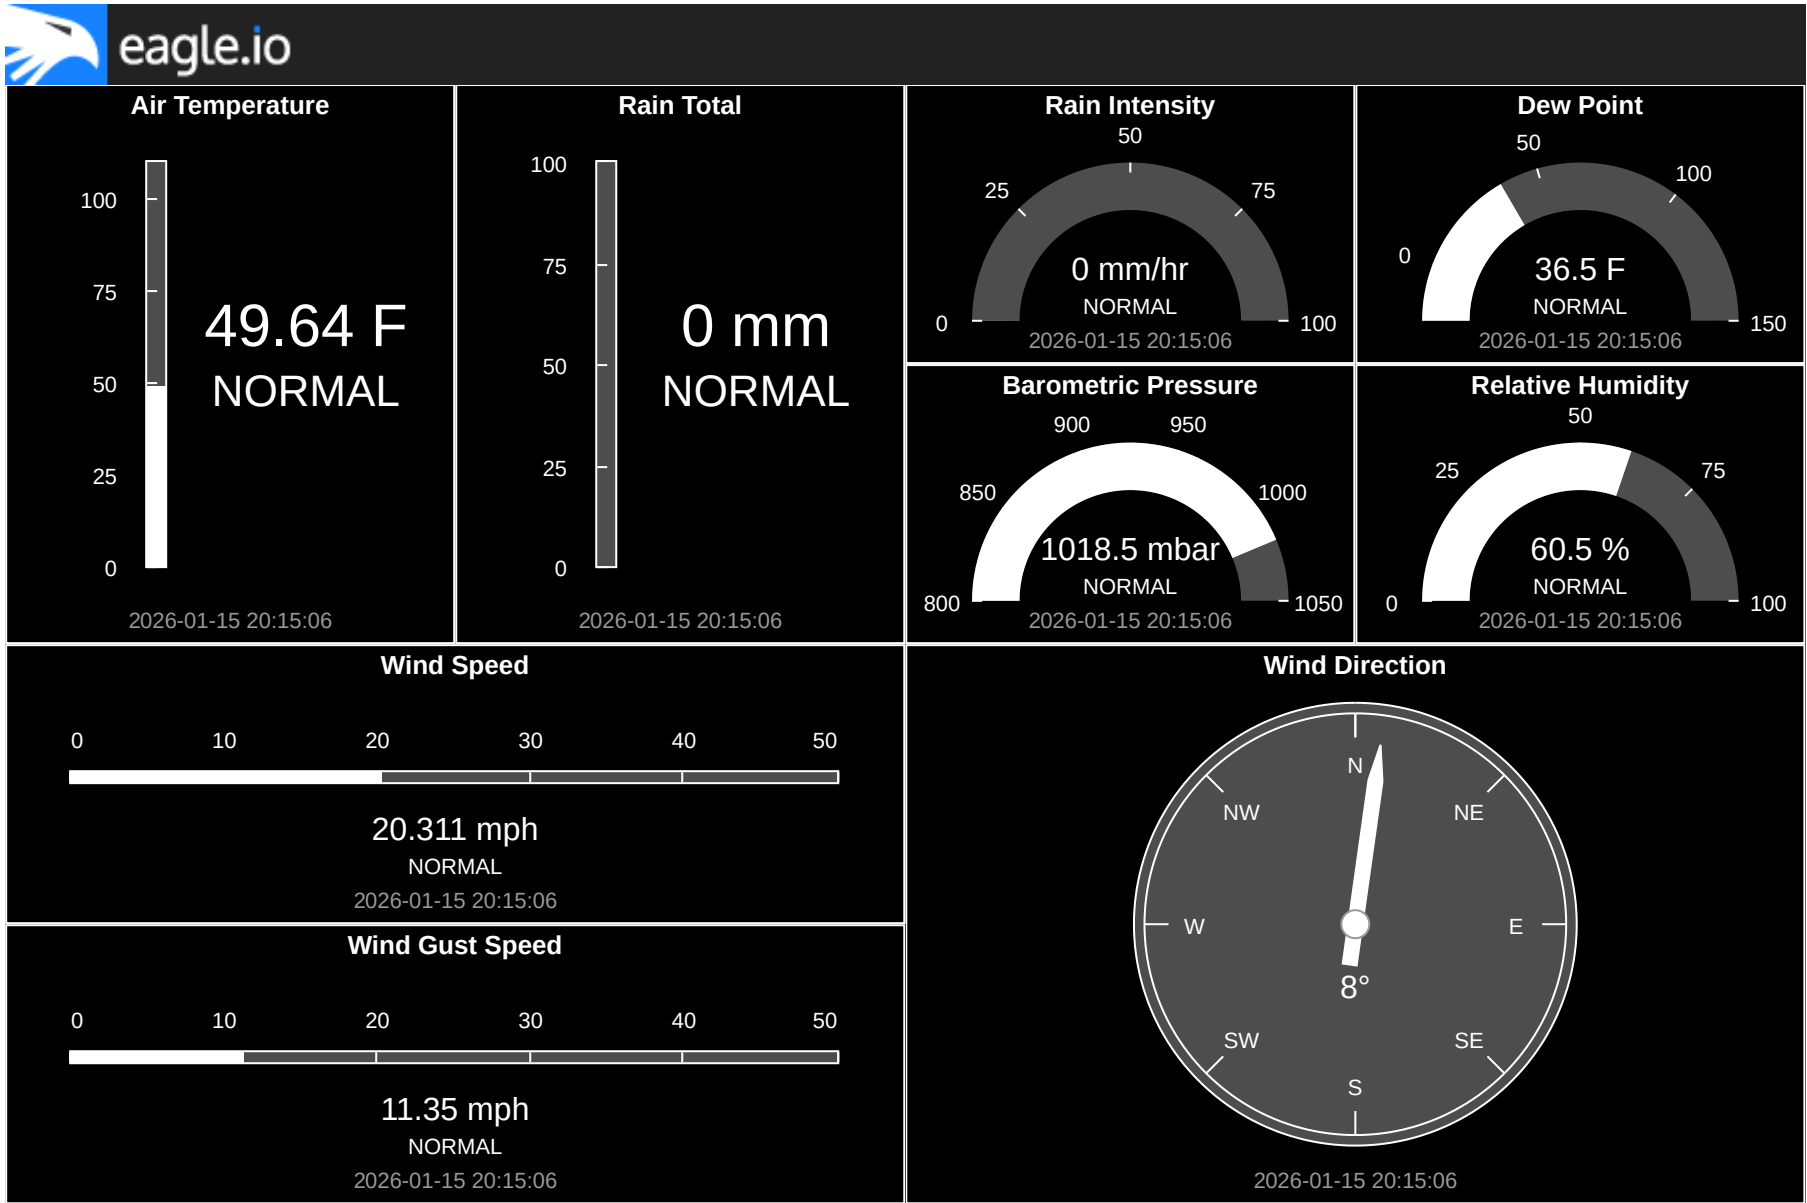 eagle.io
Air Temperature
100
75
50
25
0
49.64 F
NORMAL
2026-01-15 20:15:06
Rain Total
100
75
50
25
0
0 mm
NORMAL
2026-01-15 20:15:06
Rain Intensity
0
25
50
75
100
0 mm/hr
NORMAL
2026-01-15 20:15:06
Dew Point
0
50
100
150
36.5 F
NORMAL
2026-01-15 20:15:06
Barometric Pressure
800
850
900
950
1000
1050
1018.5 mbar
NORMAL
2026-01-15 20:15:06
Relative Humidity
0
25
50
75
100
60.5 %
NORMAL
2026-01-15 20:15:06
Wind Speed
0 10 20 30 40 50
20.311 mph
NORMAL
2026-01-15 20:15:06
Wind Gust Speed
0 10 20 30 40 50
11.35 mph
NORMAL
2026-01-15 20:15:06
Wind Direction
N
NW NE
W E
8°
SW SE
S
2026-01-15 20:15:06